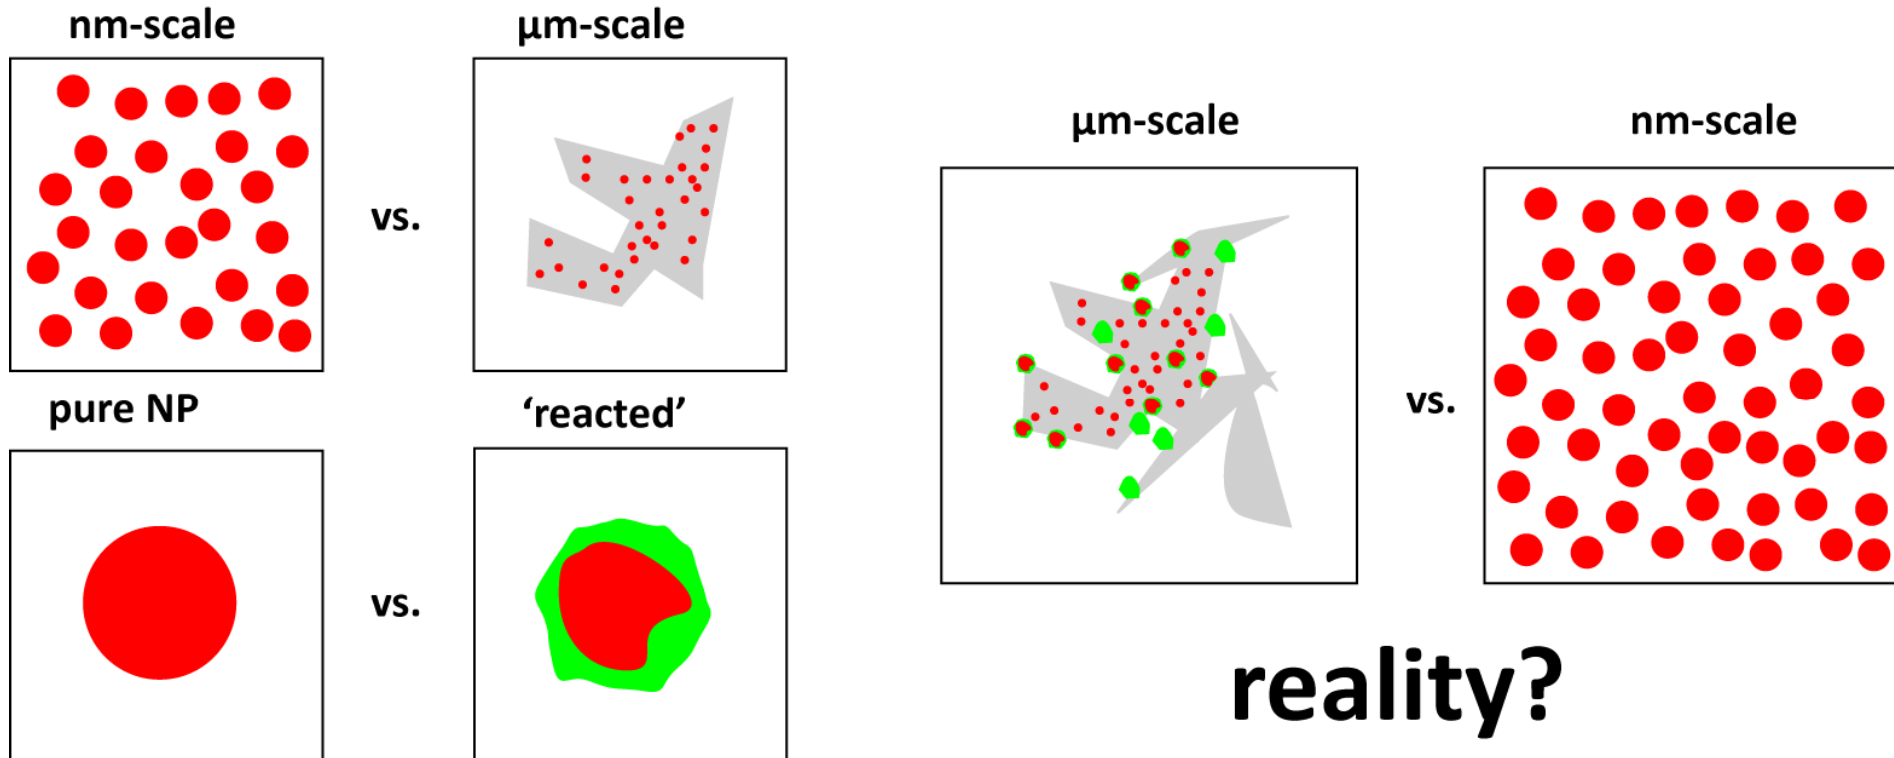 nm-scale
µm-scale
vs.
pure NP
'reacted'
vs.
µm-scale
nm-scale
vs.
reality?